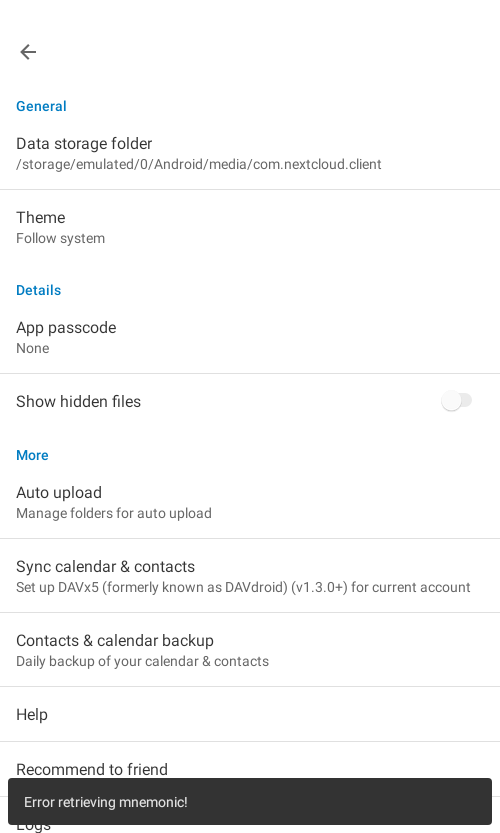 General
Data storage folder
/storage/emulated/0/Android/media/com.nextcloud.client
Theme
Follow system
Details
App passcode
None
Show hidden files
More
Auto upload
Manage folders for auto upload
Sync calendar & contacts
Set up DAVx5 (formerly known as DAVdroid) (v1.3.0+) for current account
Contacts & calendar backup
Daily backup of your calendar & contacts
Help
Recommend to friend
Error retrieving mnemonic!
Logs